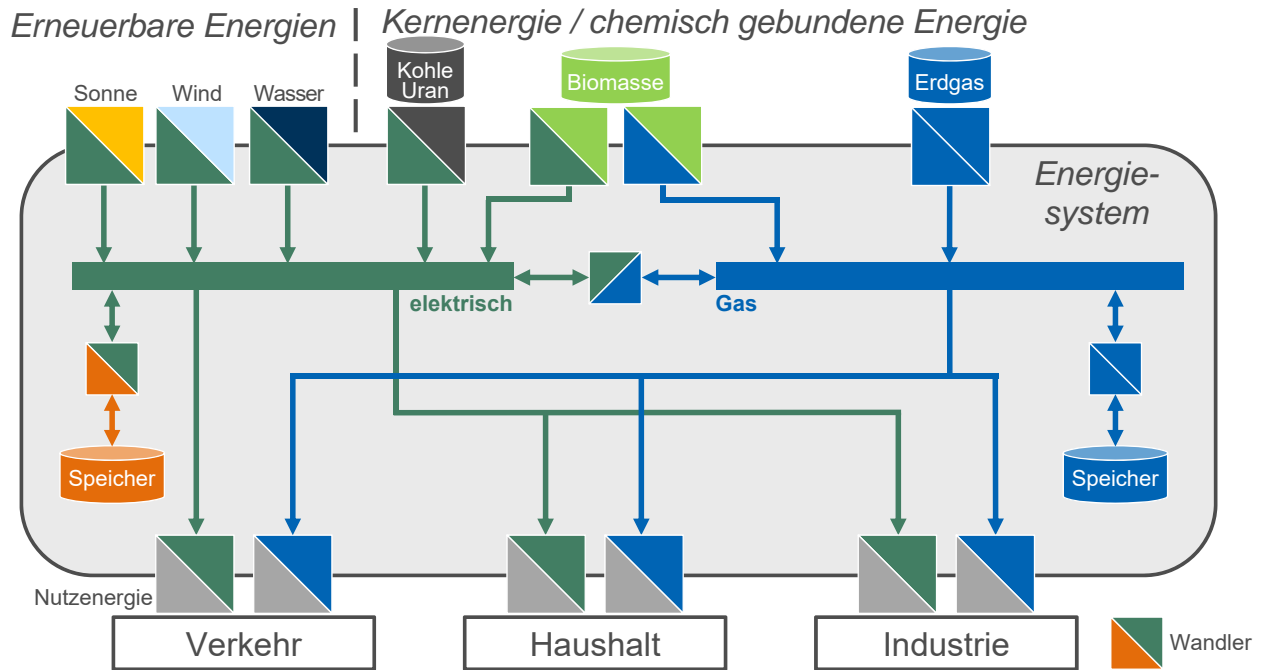 Erneuerbare Energien
Kernenergie / chemisch gebundene Energie
Sonne
Wind
Wasser
Kohle
Uran
Biomasse
Erdgas
Energie-
system
elektrisch
Gas
Speicher
Speicher
Nutzenergie
Verkehr
Haushalt
Industrie
Wandler